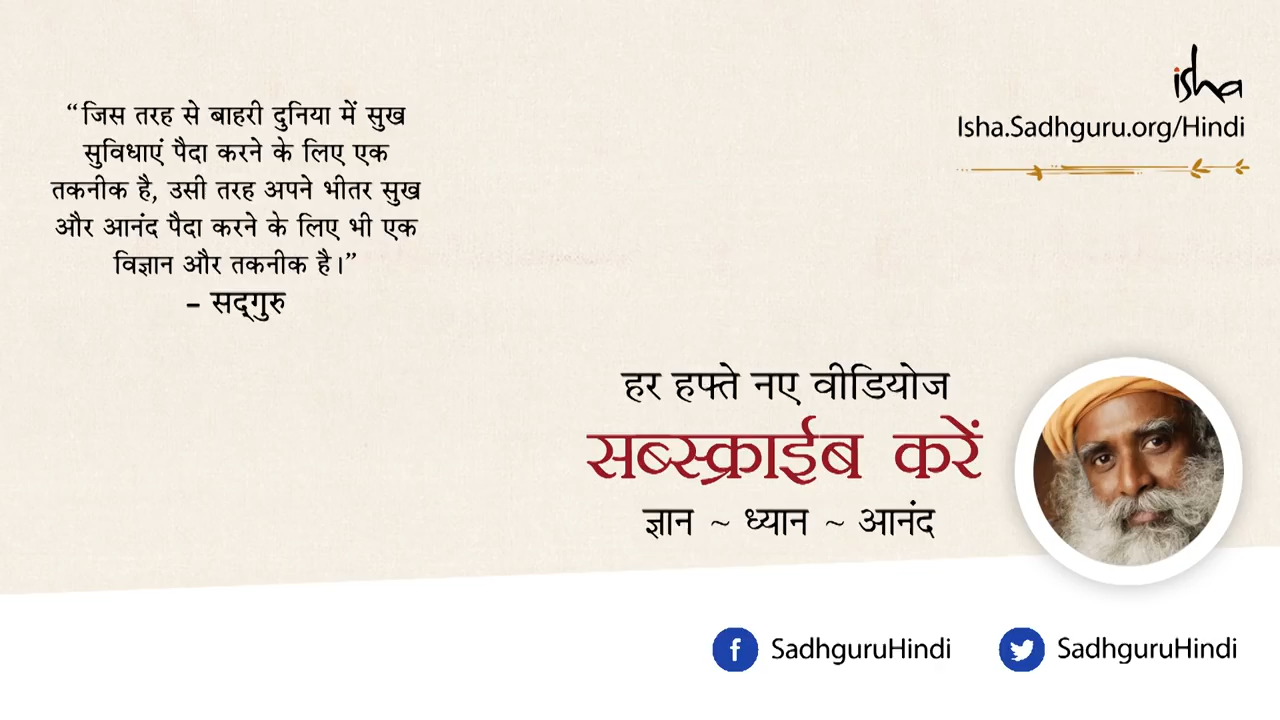 “जिस तरह से बाहरी दुनिया में सुख
सुविधाएं पैदा करने के लिए एक
तकनीक है, उसी तरह अपने भीतर सुख
और आनंद पैदा करने के लिए भी एक
विज्ञान और तकनीक है।”
– सद्गुरु
isha
Isha.Sadhguru.org/Hindi
हर हफ्ते नए वीडियोज
सब्स्क्राईब करें
ज्ञान ~ ध्यान ~ आनंद
SadhguruHindi
SadhguruHindi